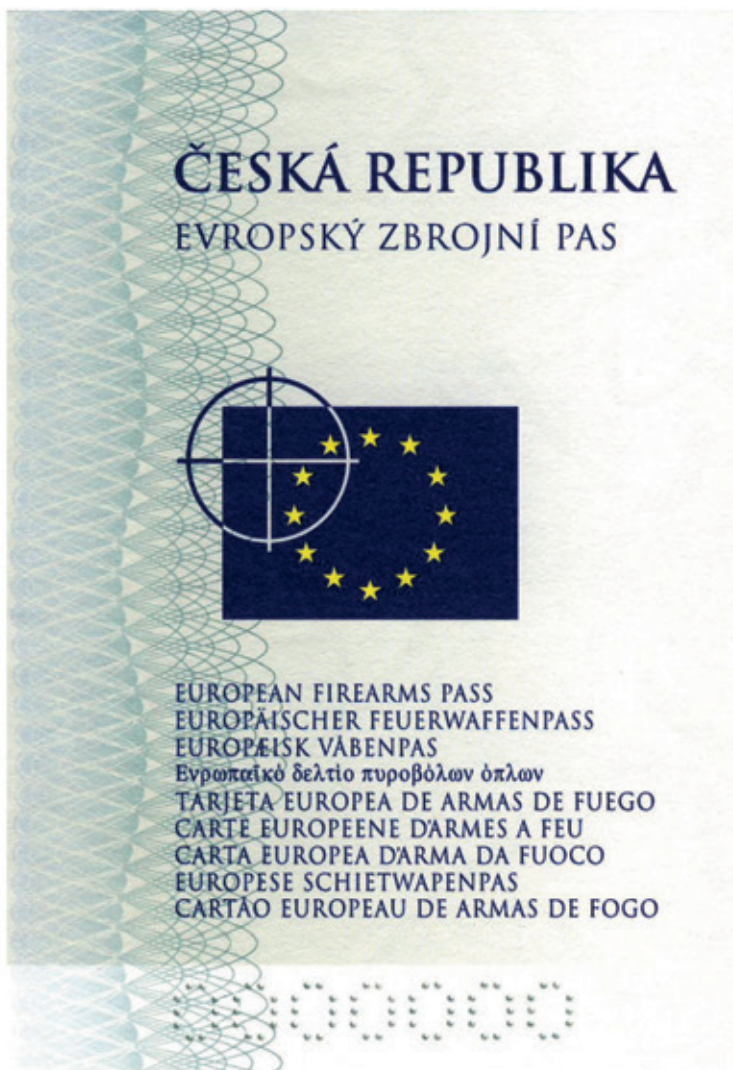 ČESKÁ REPUBLIKA
EVROPSKÝ ZBROJNÍ PAS
EUROPEAN FIREARMS PASS
EUROPÄISCHER FEUERWAFFENPASS
EUROPÆISK VÅBENPAS
Ευρωπαϊκό δελτίο πυροβόλων όπλων
TARJETA EUROPEA DE ARMAS DE FUEGO
CARTE EUROPEENE D'ARMES A FEU
CARTA EUROPEA D'ARMA DA FUOCO
EUROPESE SCHIETWAPENPAS
CARTÃO EUROPEAU DE ARMAS DE FOGO
0000000